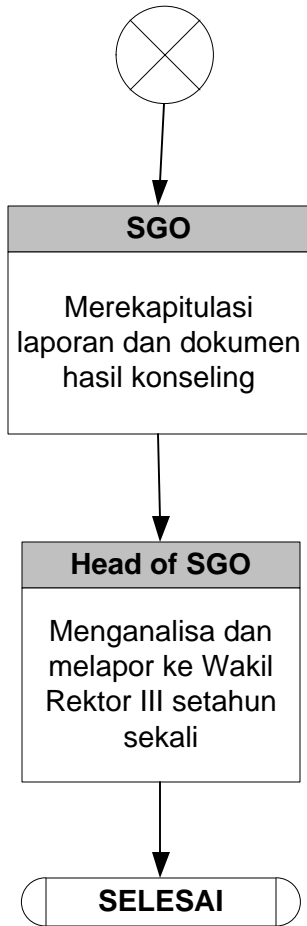 SGO
Merekapitulasi
laporan dan dokumen
hasil konseling
Head of SGO
Menganalisa dan
melapor ke Wakil
Rektor III setahun
sekali
SELESAI